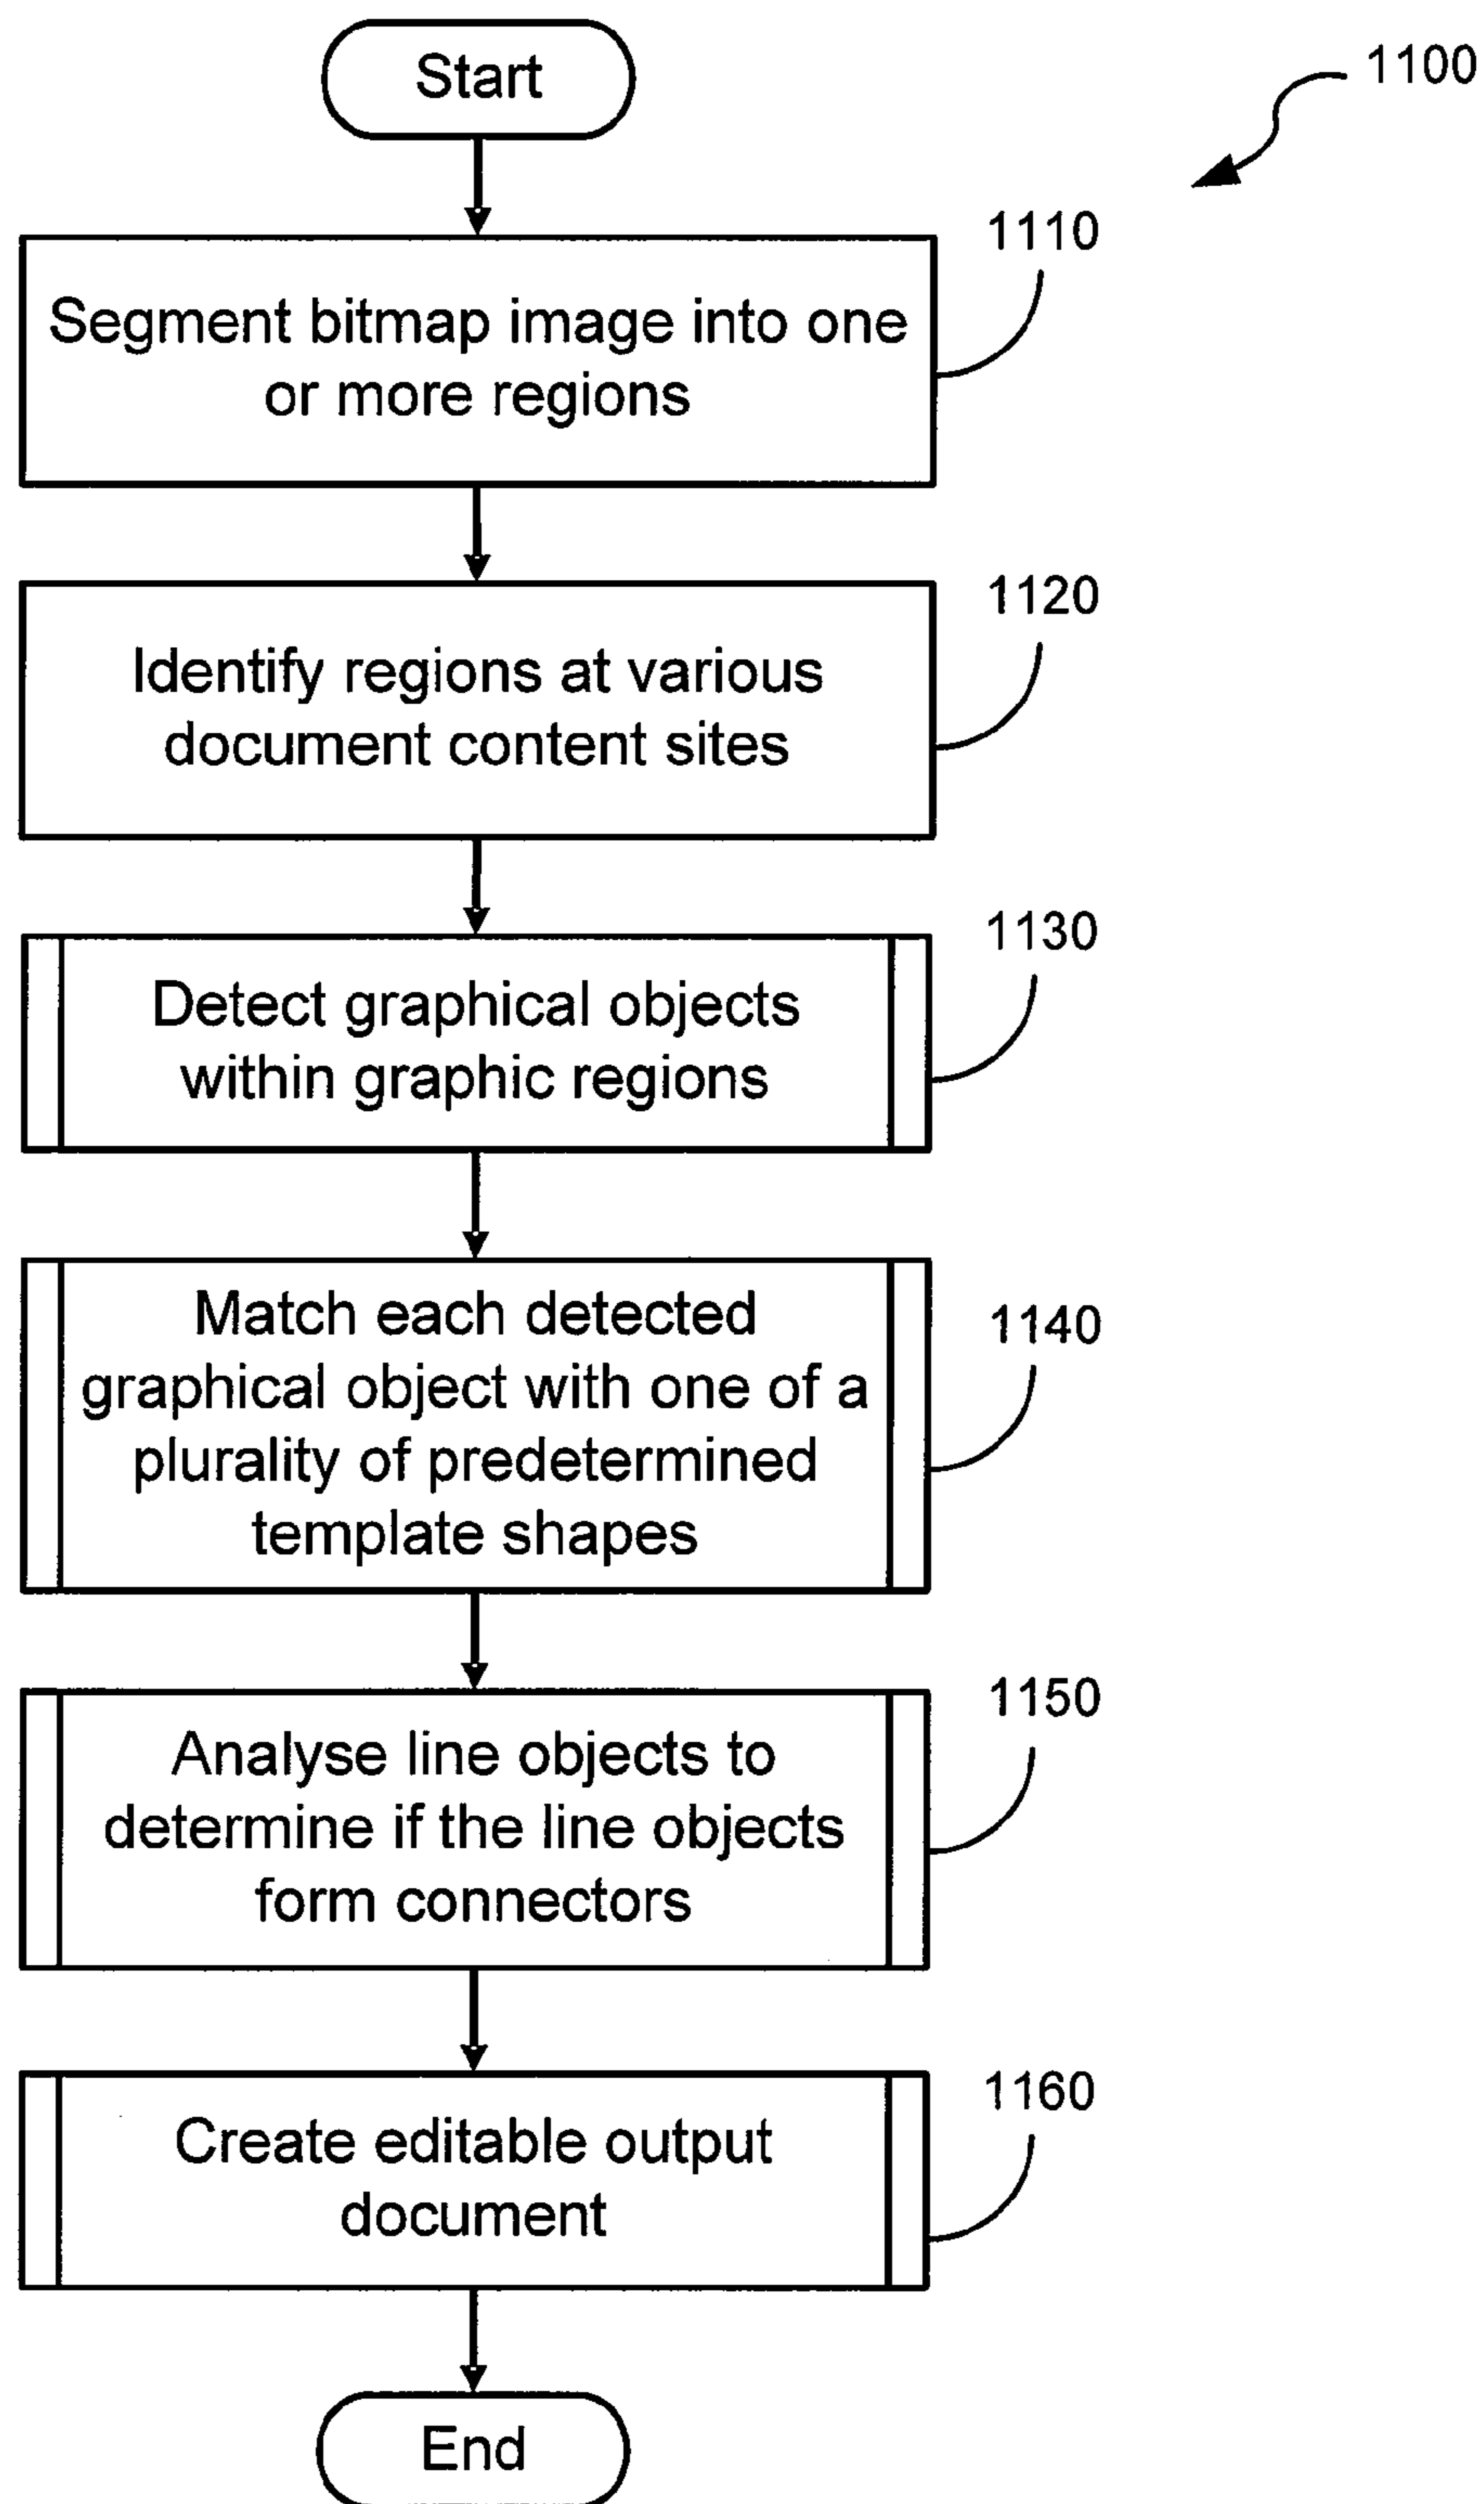 Start
1100
1110
Segment bitmap image into one
or more regions
1120
Identify regions at various
document content sites
1130
Detect graphical objects
within graphic regions
1140
Match each detected
graphical object with one of a
plurality of predetermined
template shapes
1150
Analyse line objects to
determine if the line objects
form connectors
1160
Create editable output
document
End